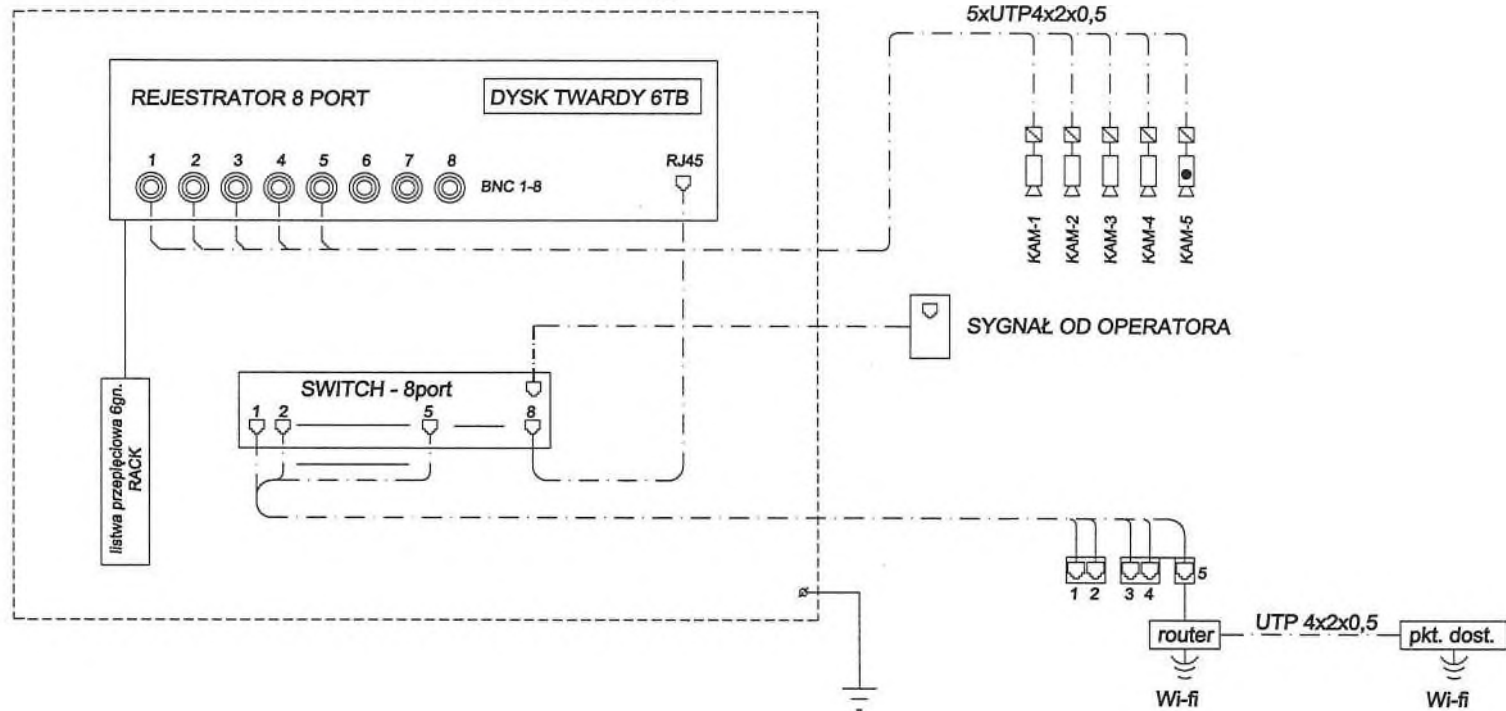 5xUTP4x2x0,5
REJESTRATOR 8 PORT
DYSK TWARDY 6TB
1 2 3 4 5 6 7 8
BNC 1-8
RJ45
KAM-1
KAM-2
KAM-3
KAM-4
KAM-5
SYGNAŁ OD OPERATORA
SWITCH - 8port
1 2 5 8
listwa przepięciowa 6gn.
RACK
1 2 3 4 5
router
UTP 4x2x0,5
pkt. dost.
Wi-fi
Wi-fi